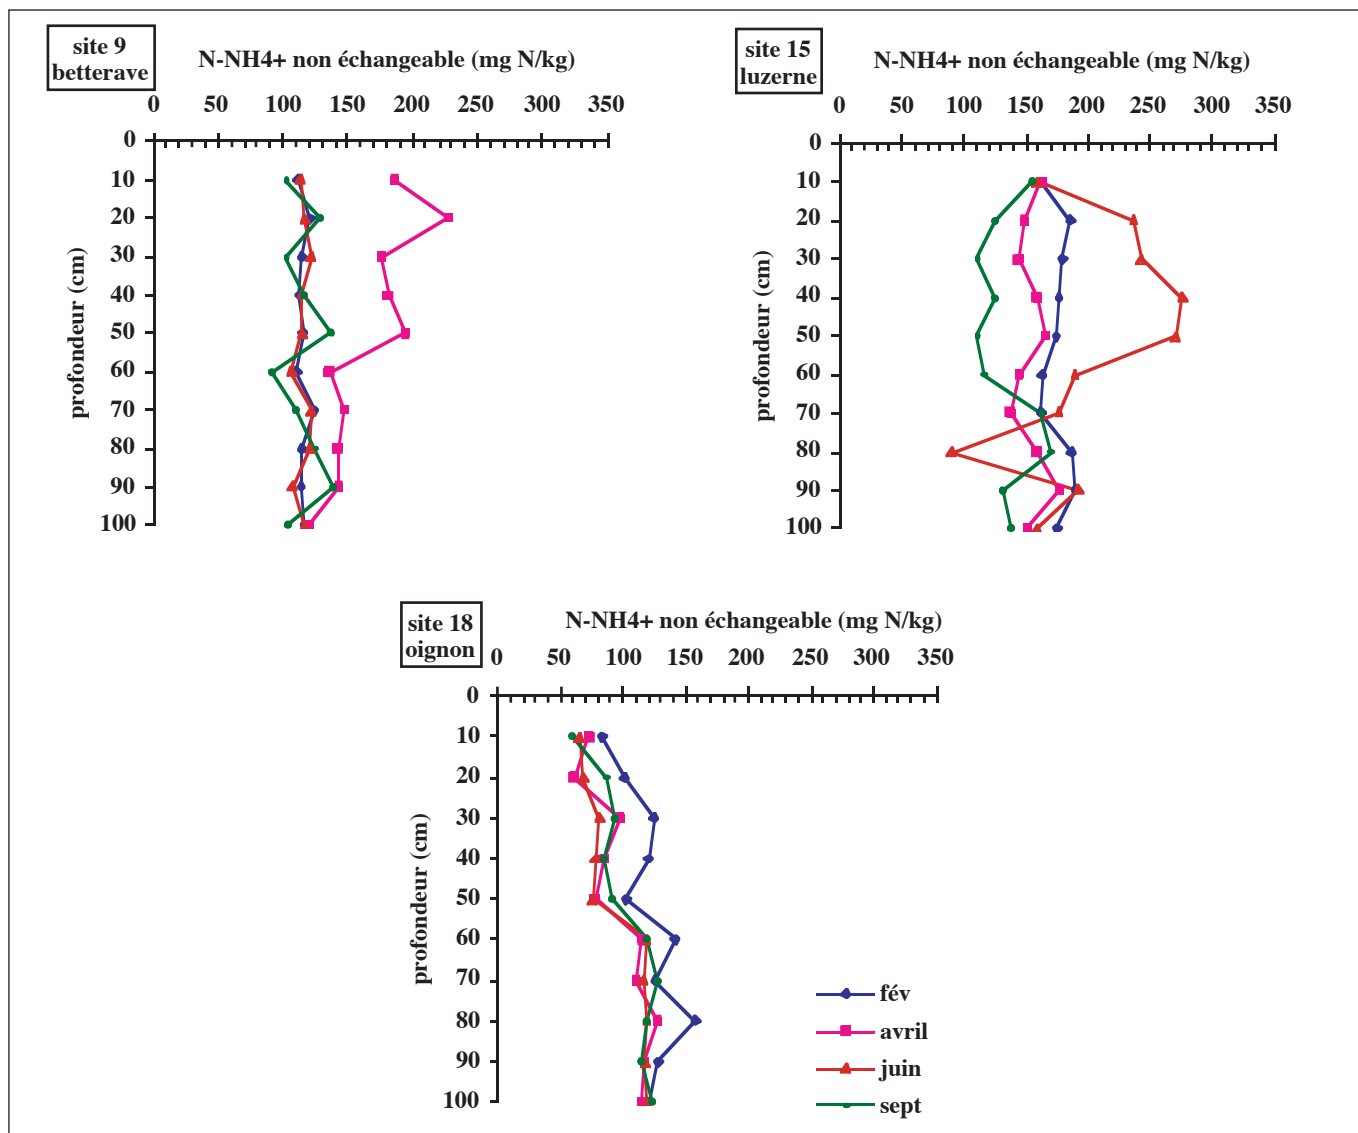 site 9
betterave
N-NH4+ non échangeable (mg N/kg)
0 50 100 150 200 250 300 350
profondeur (cm)
0
10
20
30
40
50
60
70
80
90
100
site 15
luzerne
N-NH4+ non échangeable (mg N/kg)
0 50 100 150 200 250 300 350
profondeur (cm)
0
10
20
30
40
50
60
70
80
90
100
site 18
oignon
N-NH4+ non échangeable (mg N/kg)
0 50 100 150 200 250 300 350
profondeur (cm)
0
10
20
30
40
50
60
70
80
90
100
fév
avril
juin
sept